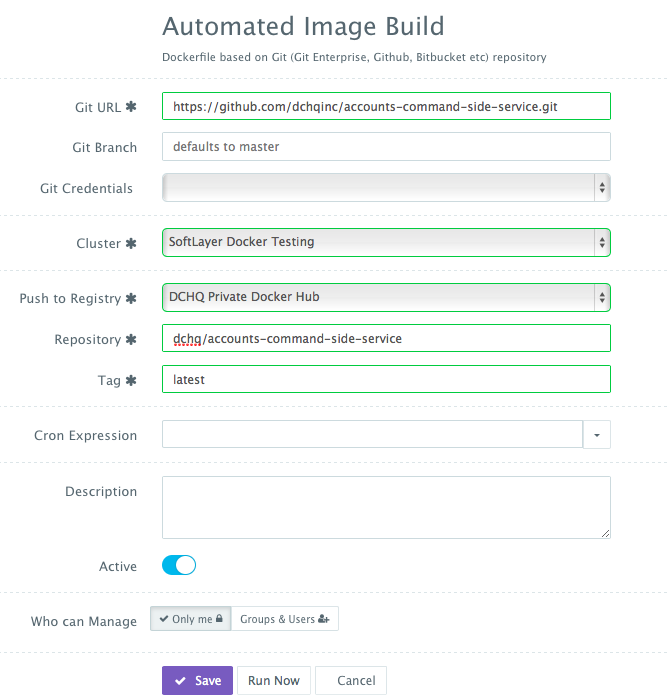 Automated Image Build
Dockerfile based on Git (Git Enterprise, Github, Bitbucket etc) repository
Git URL ✱ https://github.com/dchqinc/accounts-command-side-service.git
Git Branch defaults to master
Git Credentials
Cluster ✱ SoftLayer Docker Testing
Push to Registry ✱ DCHQ Private Docker Hub
Repository ✱ dchq/accounts-command-side-service
Tag ✱ latest
Cron Expression
Description
Active
Who can Manage Only me Groups & Users
Save Run Now Cancel